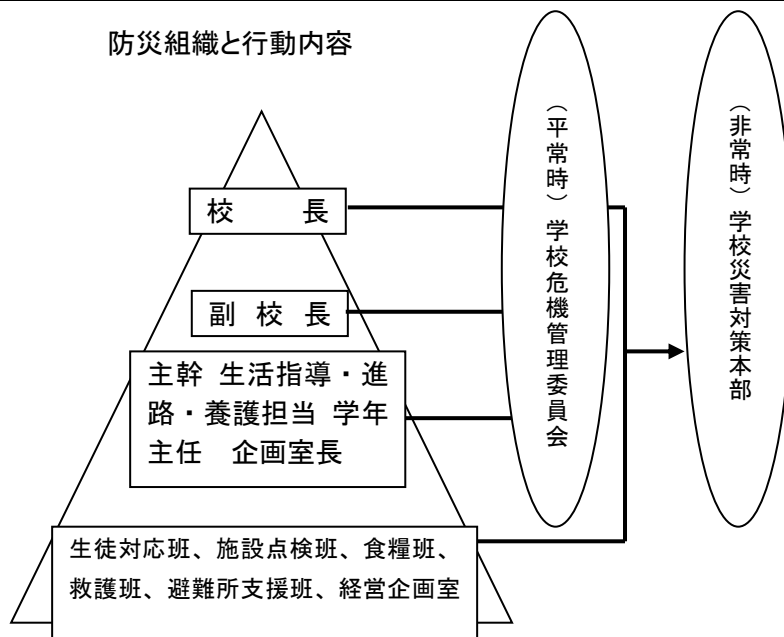 防災組織と行動内容
校　　長
副 校 長
主幹 生活指導・進
路・養護担当 学年
主任　企画室長
生徒対応班、施設点検班、食糧班、
救護班、避難所支援班、経営企画室
（平常時）学校危機管理委員会
（非常時）学校災害対策本部